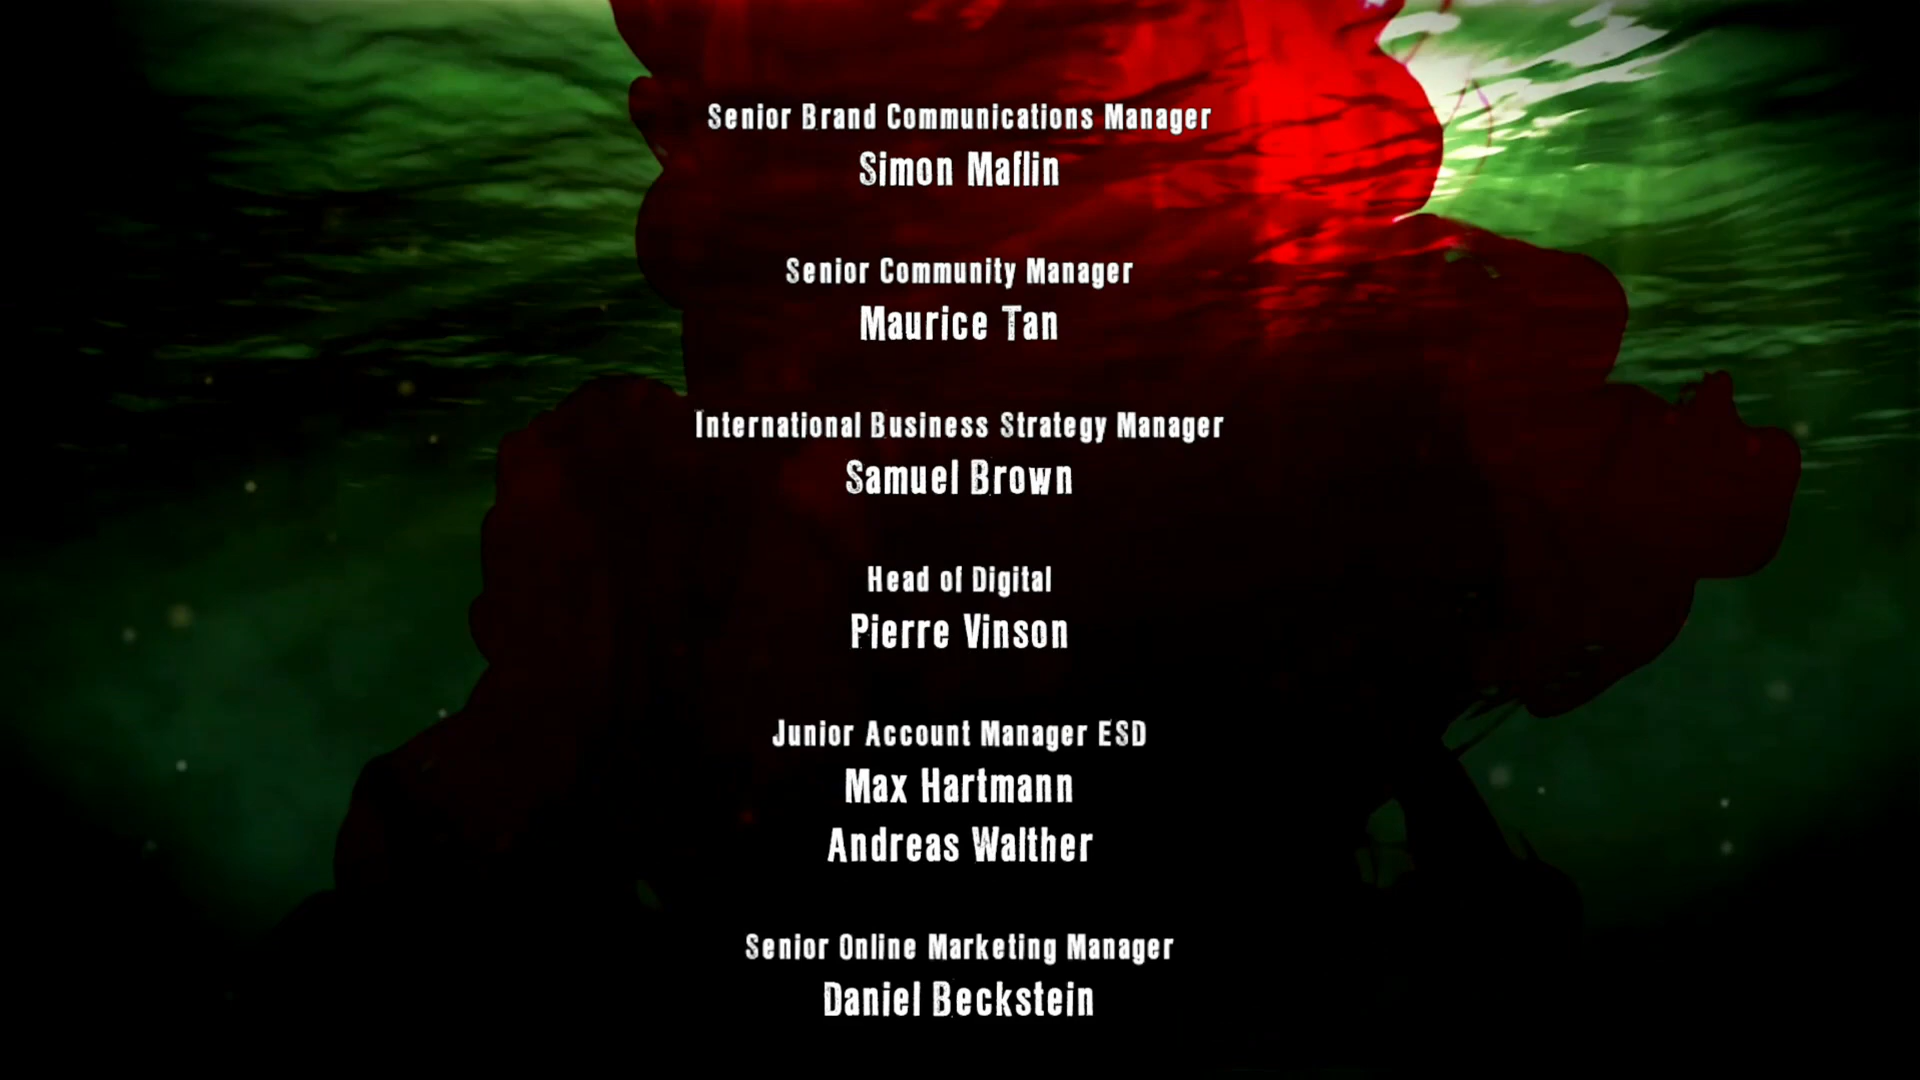 Senior Brand Communications Manager
Simon Maflin
Senior Community Manager
Maurice Tan
International Business Strategy Manager
Samuel Brown
Head of Digital
Pierre Vinson
Junior Account Manager ESD
Max Hartmann
Andreas Walther
Senior Online Marketing Manager
Daniel Beckstein